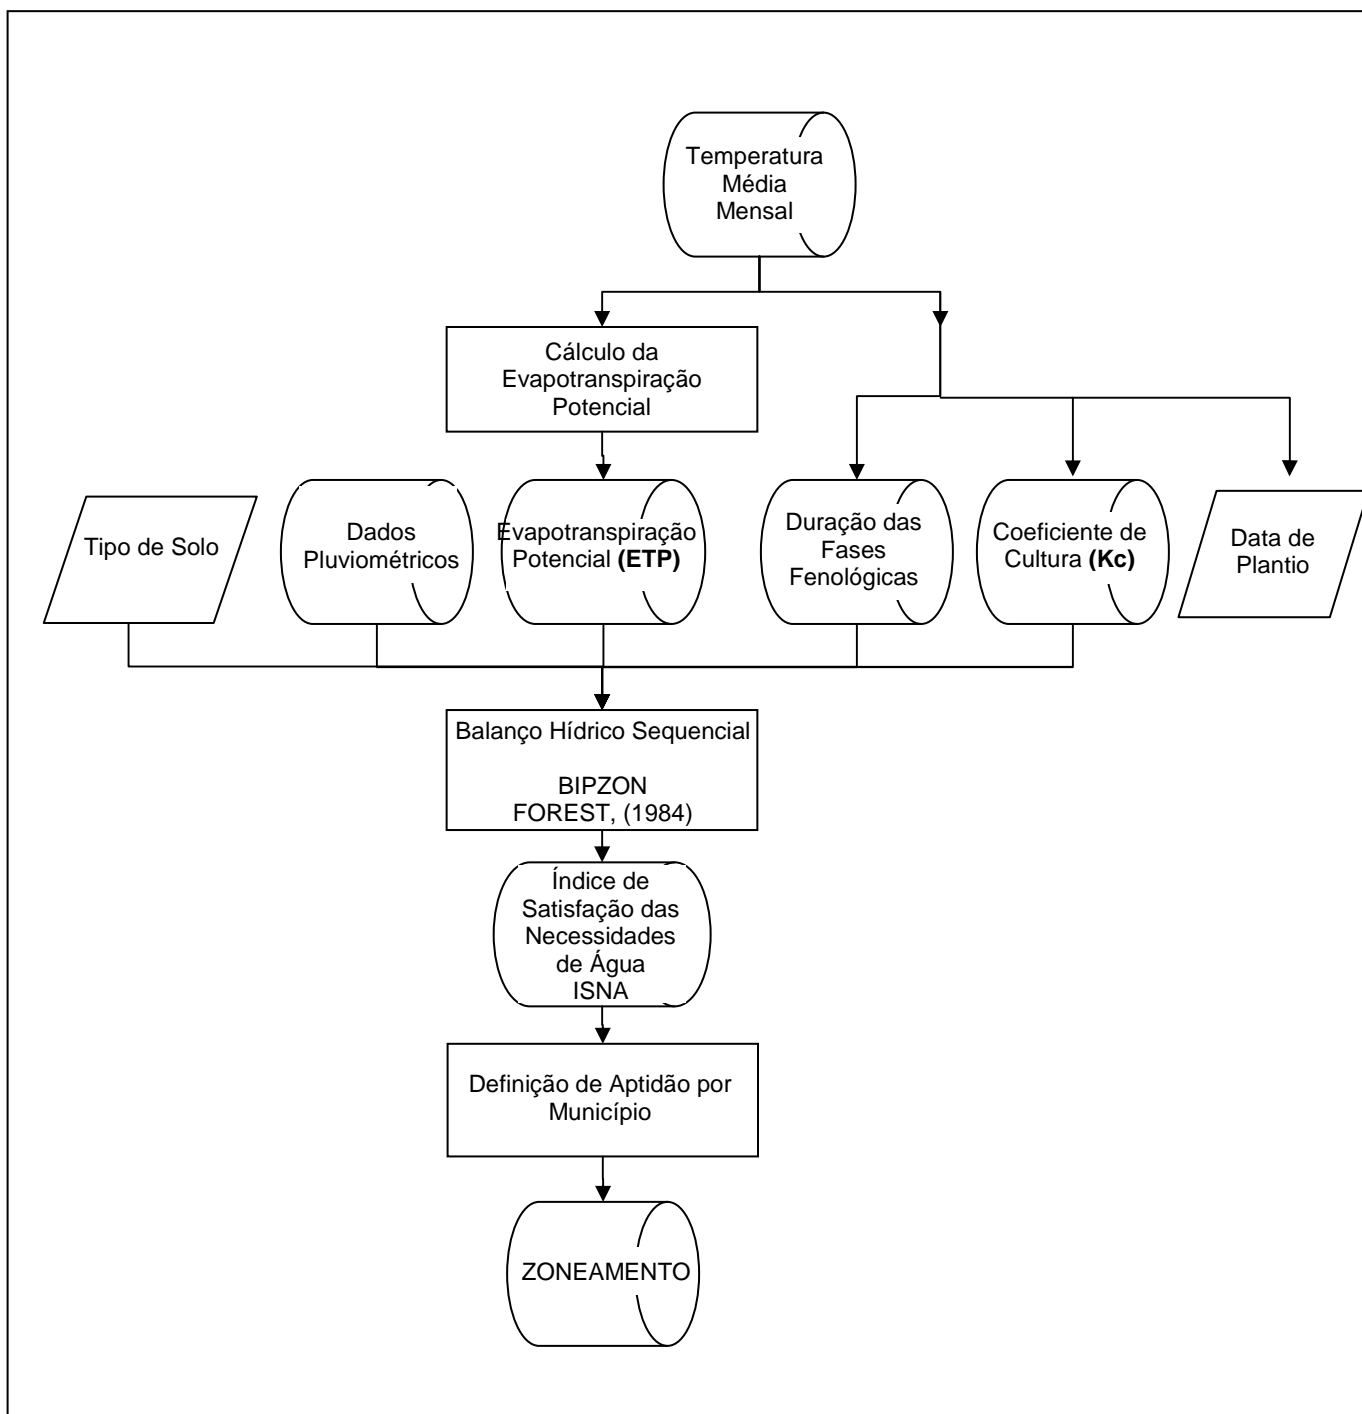 Temperatura
Média
Mensal
Cálculo da
Evapotranspiração
Potencial
Tipo de Solo
Dados
Pluviométricos
Evapotranspiração
Potencial (ETP)
Duração das
Fases
Fenológicas
Coeficiente de
Cultura (Kc)
Data de
Plantio
Balanço Hídrico Sequencial
BIPZON
FOREST, (1984)
Índice de
Satisfação das
Necessidades
de Água
ISNA
Definição de Aptidão por
Município
ZONEAMENTO